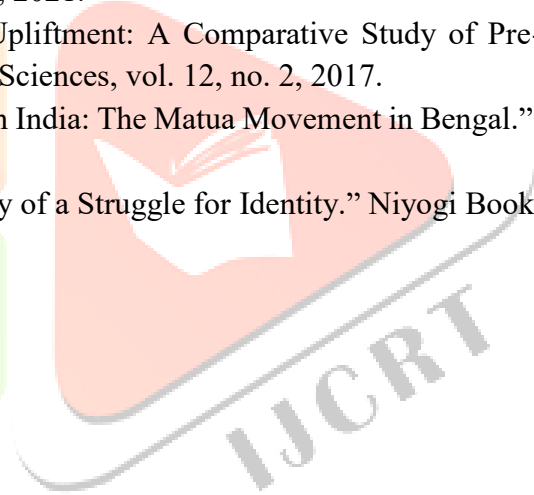 , 2021.
Upliftment: A Comparative Study of Pre-
Sciences, vol. 12, no. 2, 2017.
n India: The Matua Movement in Bengal.”
y of a Struggle for Identity.” Niyogi Book
IJCRT